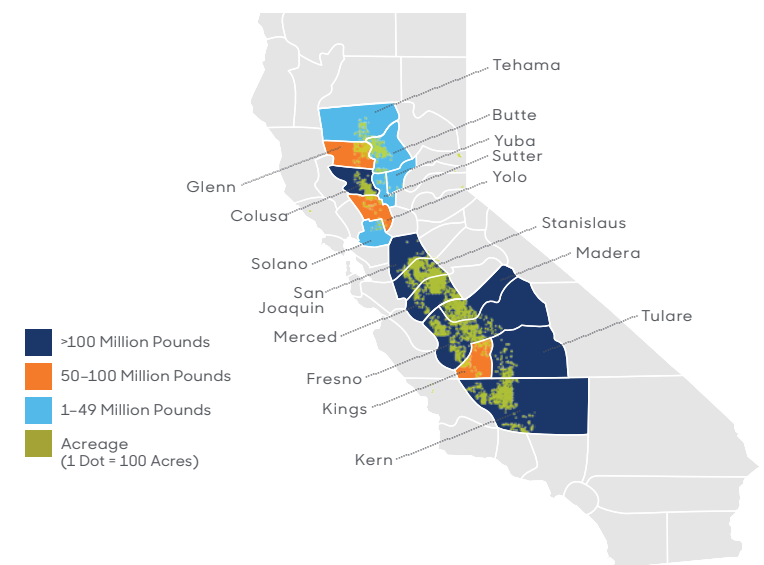 Tehama
Butte
Yuba
Sutter
Yolo
Glenn
Colusa
Stanislaus
Madera
Solano
San
Joaquin
Tulare
Merced
Fresno
Kings
Kern
>100 Million Pounds
50–100 Million Pounds
1–49 Million Pounds
Acreage
(1 Dot = 100 Acres)